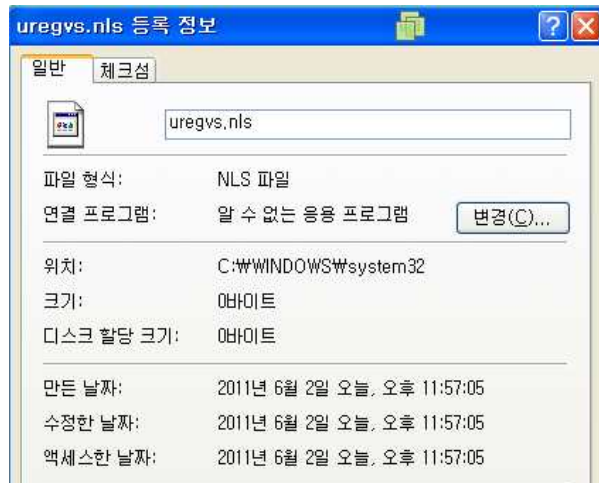 uregvs.nls 등록 정보
일반 체크섬
uregvs.nls
파일 형식: NLS 파일
연결 프로그램: 알 수 없는 응용 프로그램 변경(C)...
위치: C:₩WINDOWS₩system32
크기: 0바이트
디스크 할당 크기: 0바이트
만든 날짜: 2011년 6월 2일 오늘, 오후 11:57:05
수정한 날짜: 2011년 6월 2일 오늘, 오후 11:57:05
액세스한 날짜: 2011년 6월 2일 오늘, 오후 11:57:05